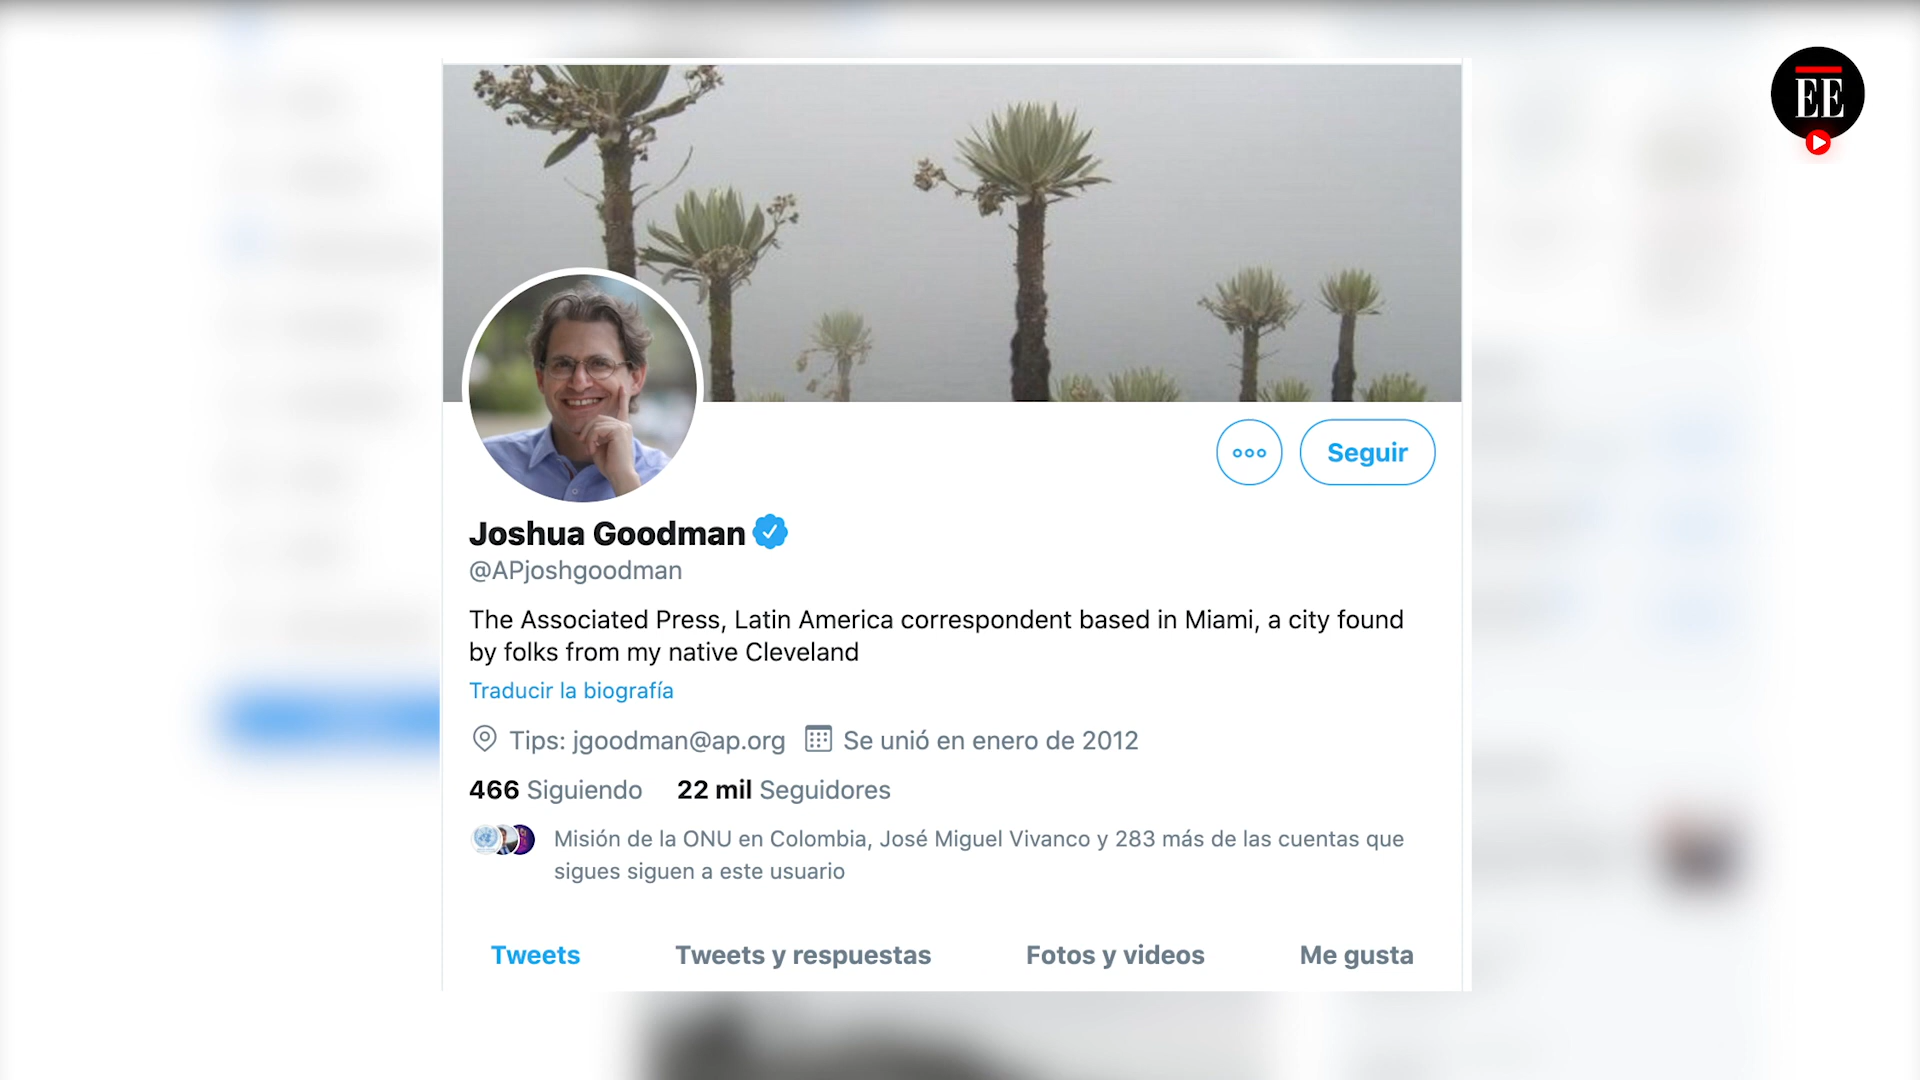 EE
Seguir
Joshua Goodman
@APjoshgoodman
The Associated Press, Latin America correspondent based in Miami, a city found
by folks from my native Cleveland
Traducir la biografía
Tips: jgoodman@ap.org Se unió en enero de 2012
466 Siguiendo 22 mil Seguidores
Misión de la ONU en Colombia, José Miguel Vivanco y 283 más de las cuentas que
sigues siguen a este usuario
Tweets Tweets y respuestas Fotos y videos Me gusta